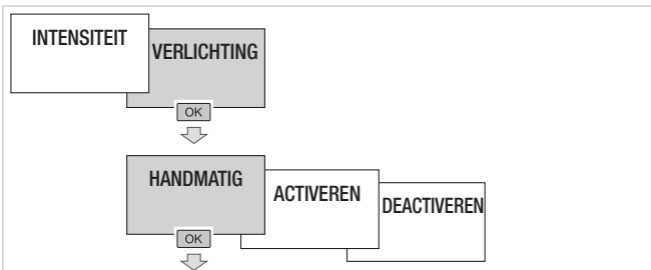 INTENSITEIT
VERLICHTING
OK
HANDMATIG
ACTIVEREN
DEACTIVEREN
OK